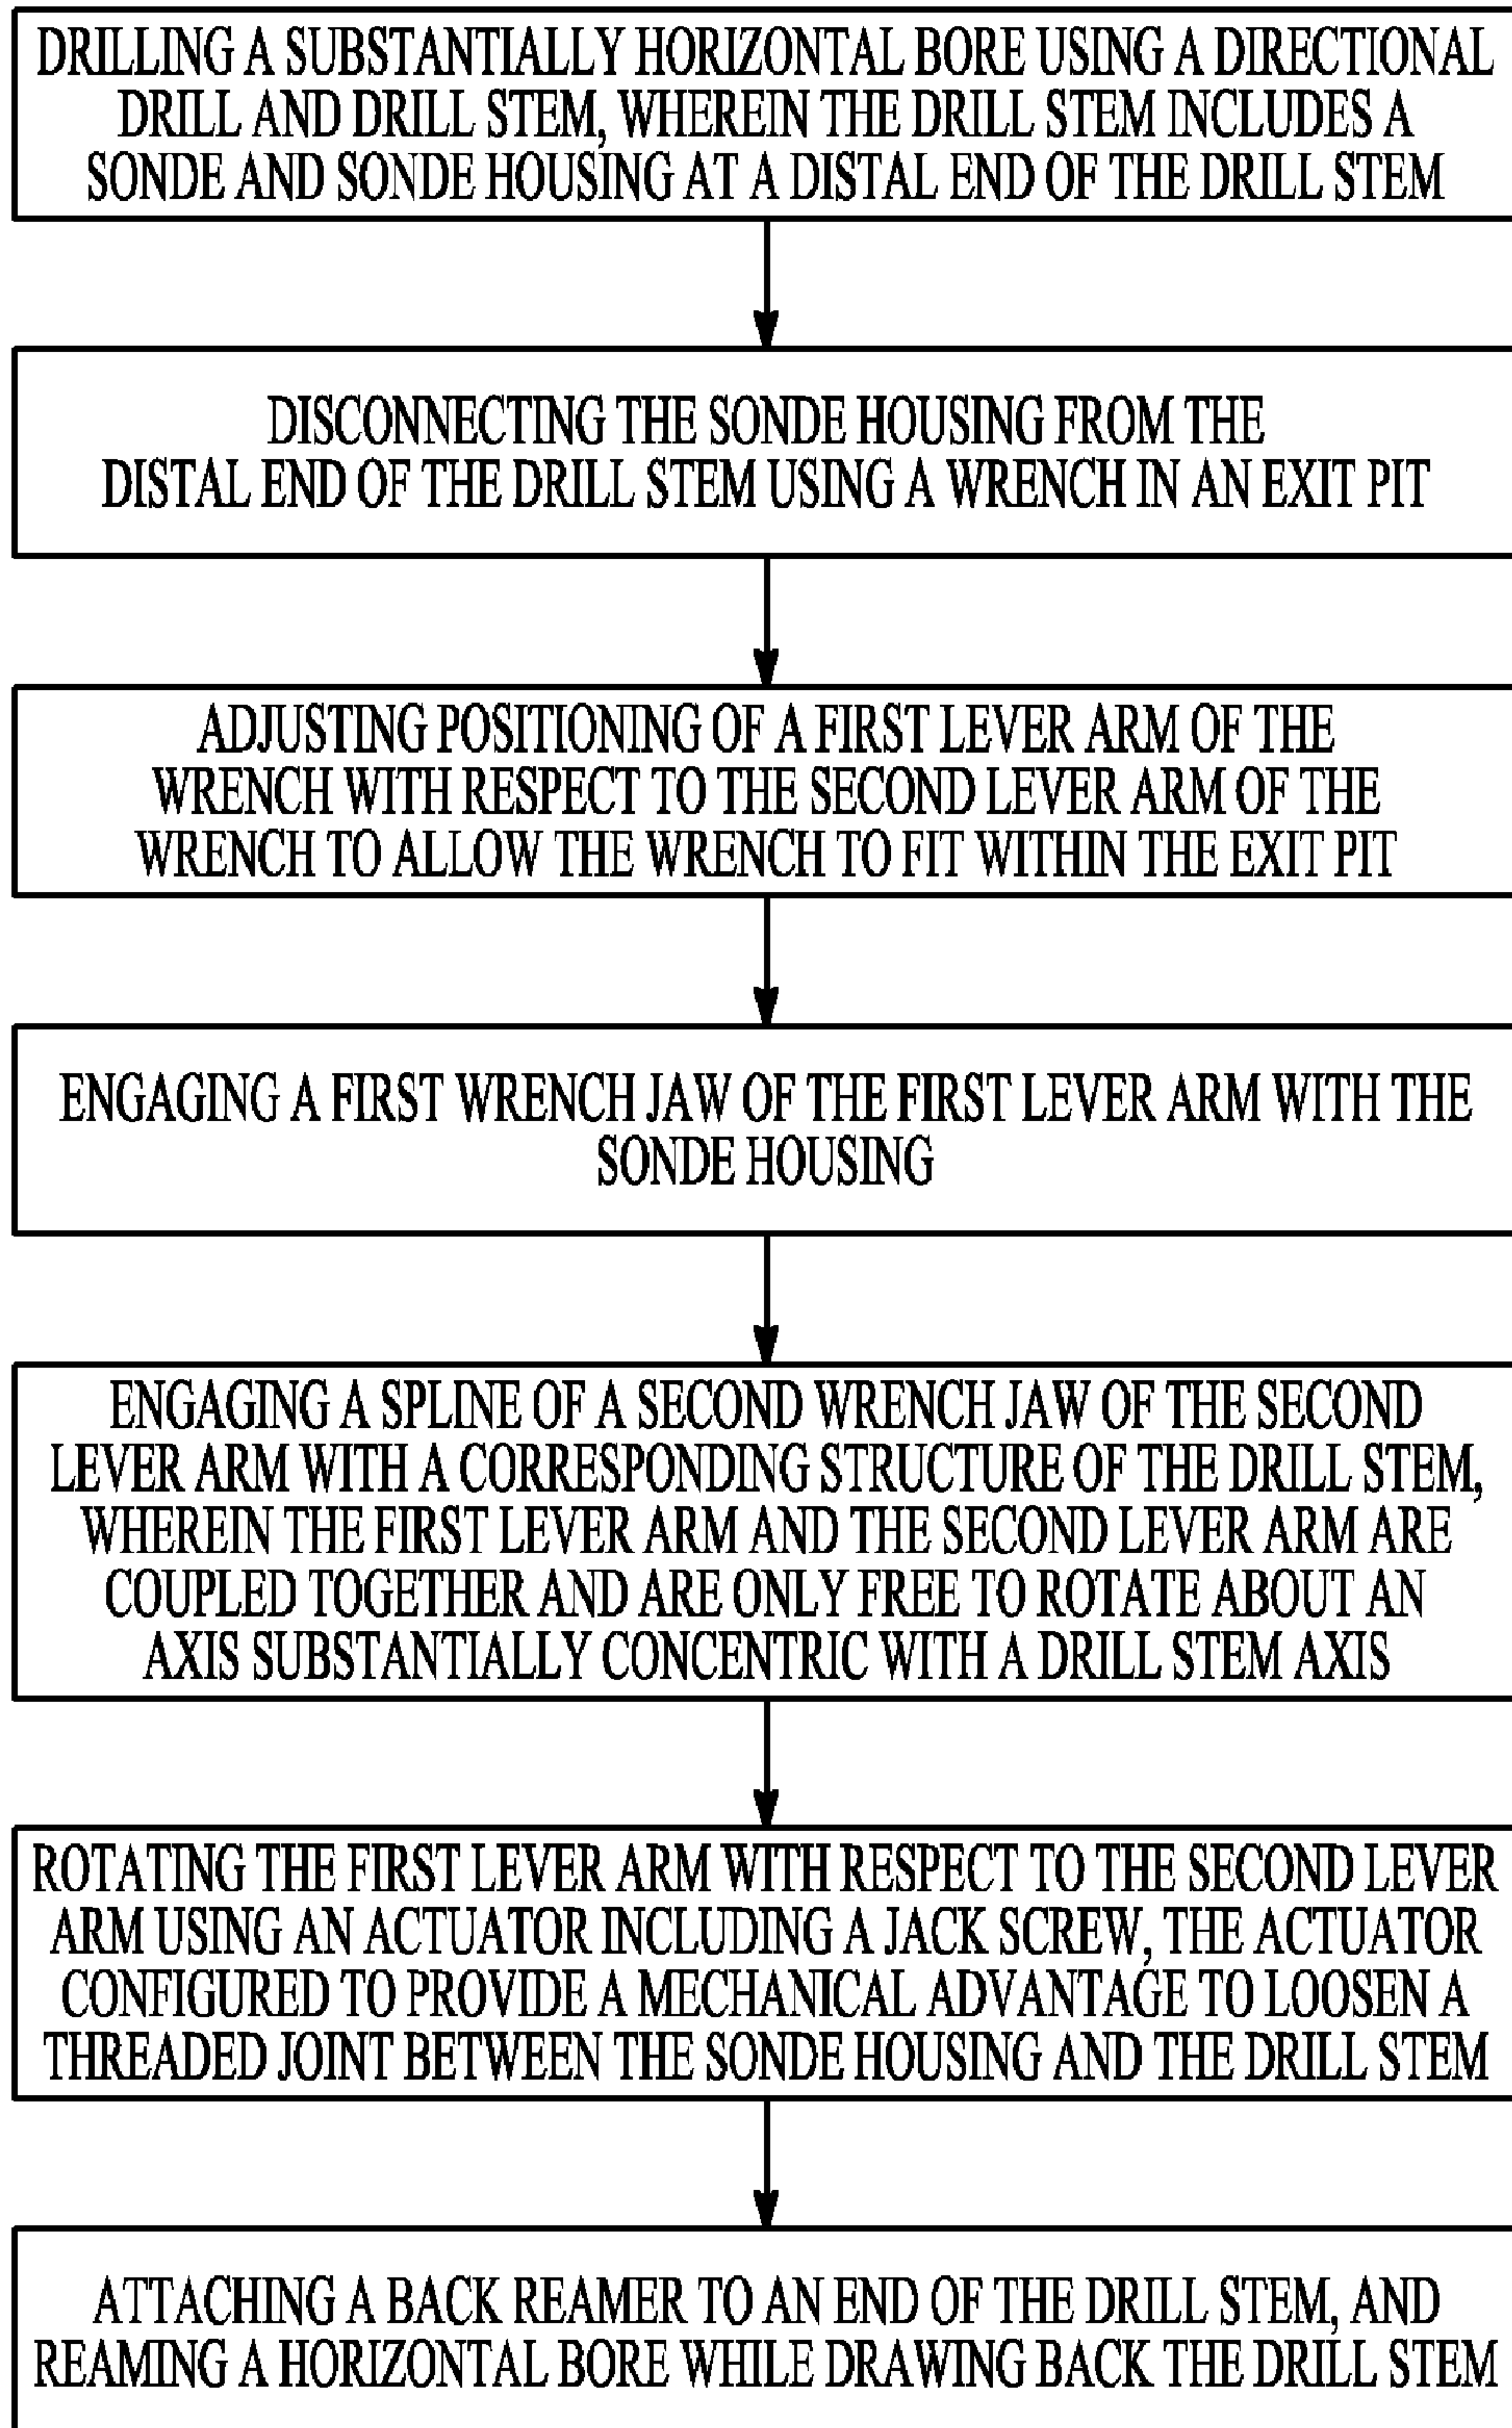 DRILLING A SUBSTANTIALLY HORIZONTAL BORE USING A DIRECTIONAL
DRILL AND DRILL STEM, WHEREIN THE DRILL STEM INCLUDES A
SONDE AND SONDE HOUSING AT A DISTAL END OF THE DRILL STEM
DISCONNECTING THE SONDE HOUSING FROM THE
DISTAL END OF THE DRILL STEM USING A WRENCH IN AN EXIT PIT
ADJUSTING POSITIONING OF A FIRST LEVER ARM OF THE
WRENCH WITH RESPECT TO THE SECOND LEVER ARM OF THE
WRENCH TO ALLOW THE WRENCH TO FIT WITHIN THE EXIT PIT
ENGAGING A FIRST WRENCH JAW OF THE FIRST LEVER ARM WITH THE
SONDE HOUSING
ENGAGING A SPLINE OF A SECOND WRENCH JAW OF THE SECOND
LEVER ARM WITH A CORRESPONDING STRUCTURE OF THE DRILL STEM,
WHEREIN THE FIRST LEVER ARM AND THE SECOND LEVER ARM ARE
COUPLED TOGETHER AND ARE ONLY FREE TO ROTATE ABOUT AN
AXIS SUBSTANTIALLY CONCENTRIC WITH A DRILL STEM AXIS
ROTATING THE FIRST LEVER ARM WITH RESPECT TO THE SECOND LEVER
ARM USING AN ACTUATOR INCLUDING A JACK SCREW, THE ACTUATOR
CONFIGURED TO PROVIDE A MECHANICAL ADVANTAGE TO LOOSEN A
THREADED JOINT BETWEEN THE SONDE HOUSING AND THE DRILL STEM
ATTACHING A BACK REAMER TO AN END OF THE DRILL STEM, AND
REAMING A HORIZONTAL BORE WHILE DRAWING BACK THE DRILL STEM